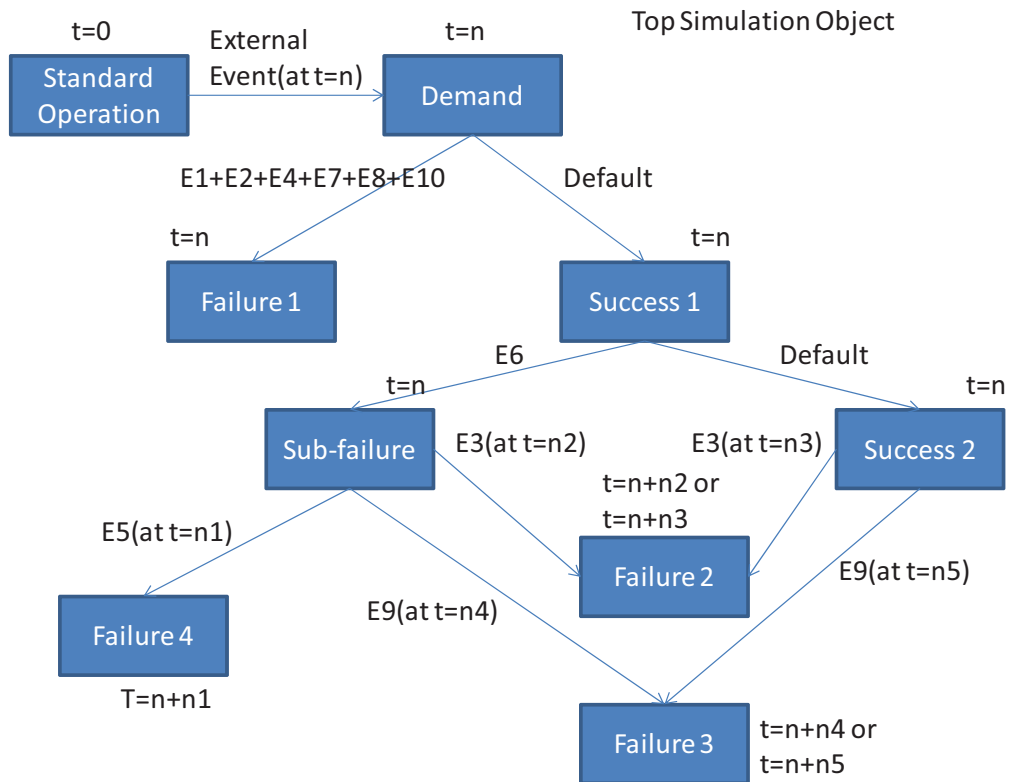 Top Simulation Object
t=0
External
Event(at t=n)
t=n
Standard
Operation
Demand
E1+E2+E4+E7+E8+E10
Default
t=n
t=n
Failure 1
Success 1
E6
Default
t=n
t=n
Sub-failure
E3(at t=n2)
E3(at t=n3)
Success 2
t=n+n2 or
t=n+n3
E5(at t=n1)
Failure 2
E9(at t=n5)
E9(at t=n4)
Failure 4
T=n+n1
Failure 3
t=n+n4 or
t=n+n5